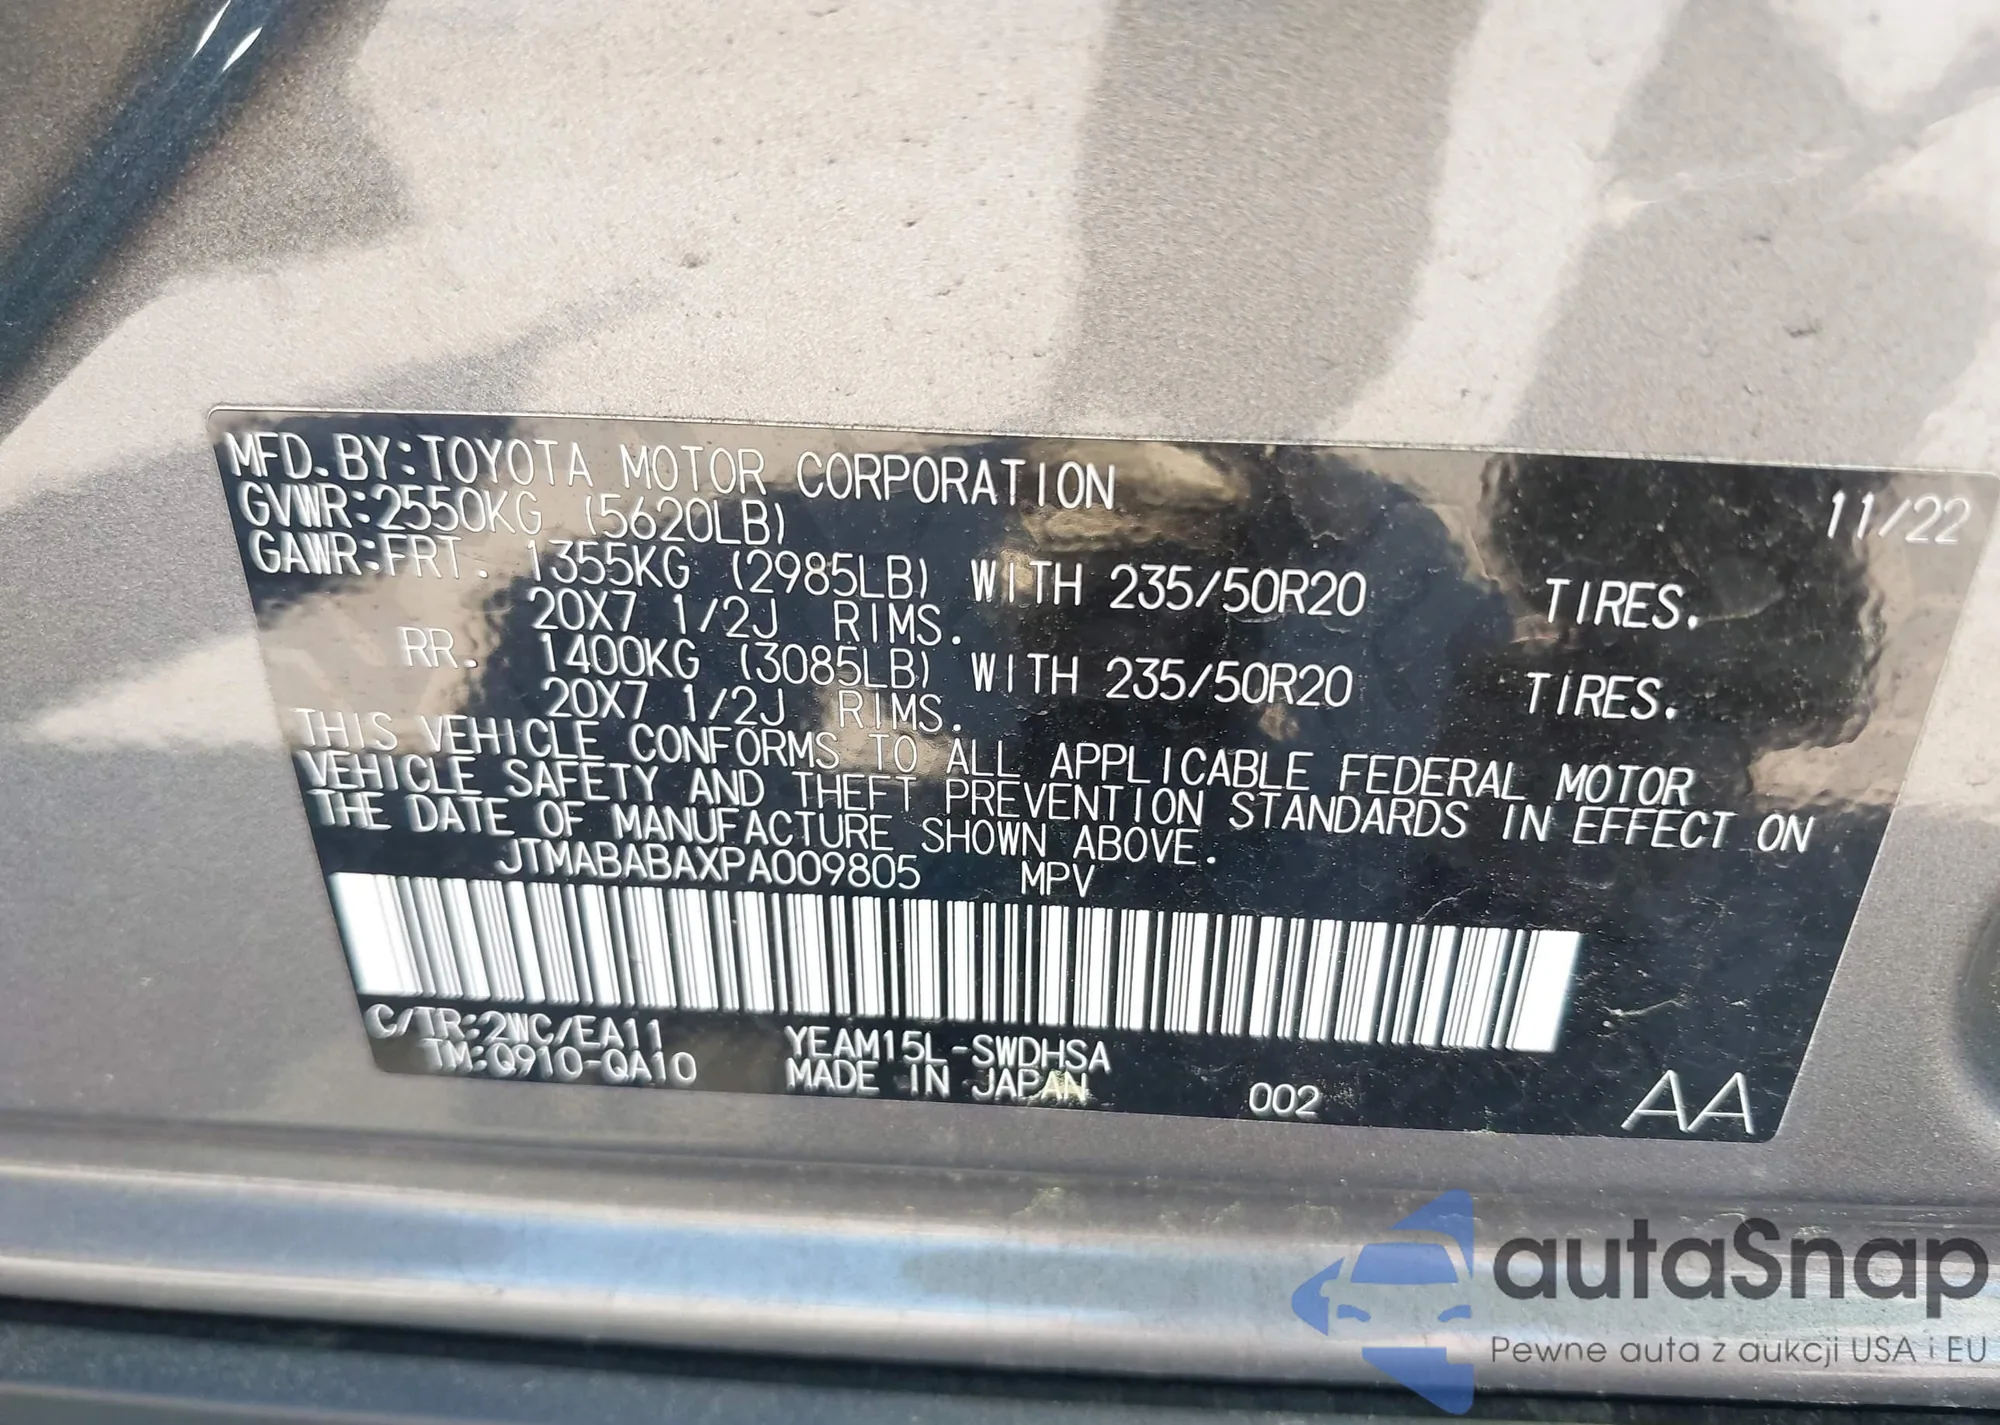 MFD. BY: TOYOTA MOTOR CORPORATION 11/22
GVWR: 2550KG (5620LB)
GAWR: FRT. 1355KG (2985LB) WITH 235/50R20 TIRES.
20X7 1/2J RIMS.
RR. 1400KG (3085LB) WITH 235/50R20 TIRES.
20X7 1/2J RIMS.
THIS VEHICLE CONFORMS TO ALL APPLICABLE FEDERAL MOTOR
VEHICLE SAFETY AND THEFT PREVENTION STANDARDS IN EFFECT ON
THE DATE OF MANUFACTURE SHOWN ABOVE.
JTMABABAXPA009805 MPV
C/TR: 2WC/EA11 YEAM15L-SWDHSA
TM: Q910-QA10 MADE IN JAPAN 002 AA
autaSnap
Pewne auta z aukcji USA i EU